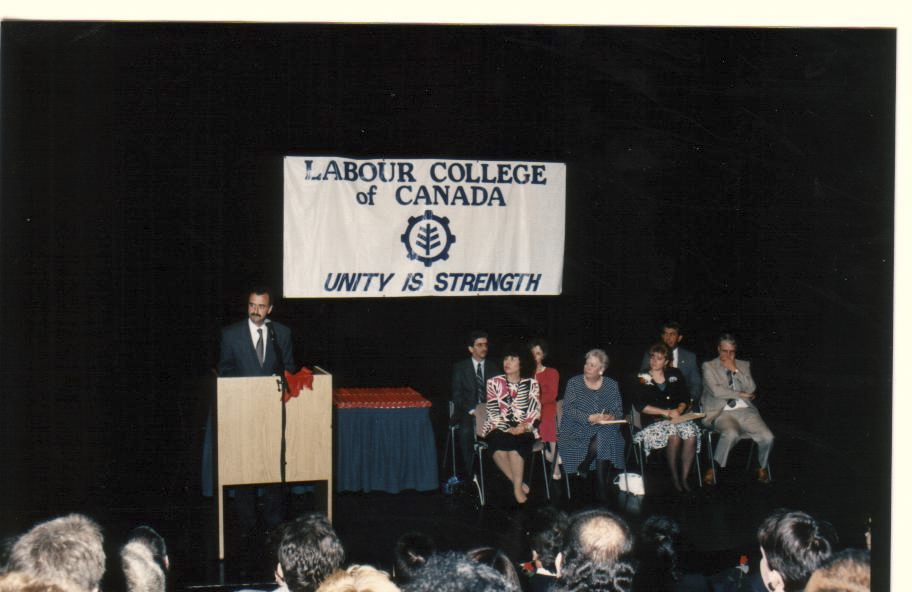 LABOUR COLLEGE
of CANADA
UNITY IS STRENGTH